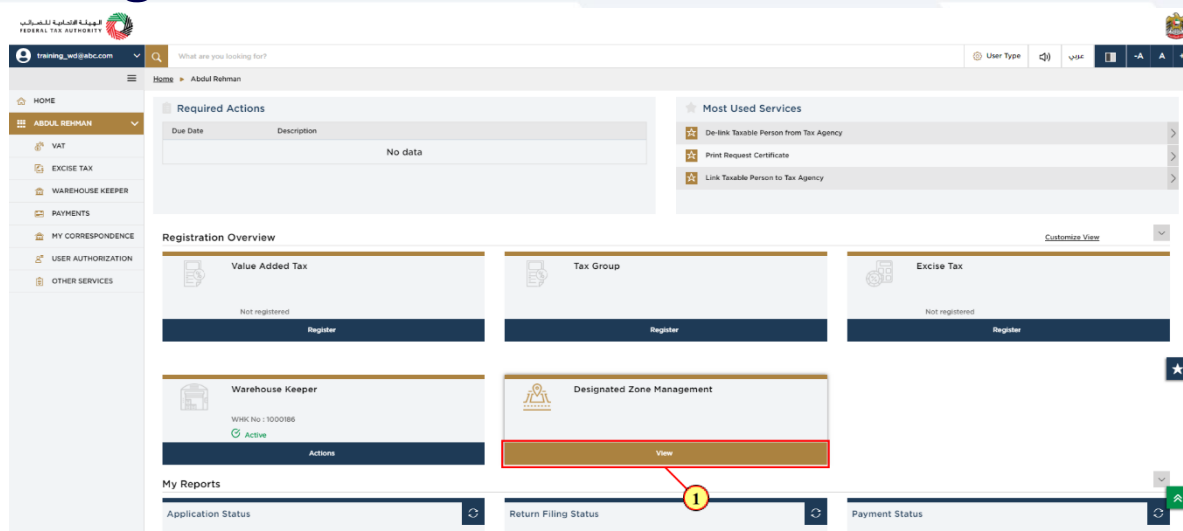 الهيئة الاتحادية للضرائب
FEDERAL TAX AUTHORITY
training_wd@abc.com
What are you looking for?
User Type
عربي
-A
A
Home ▸ Abdul Rehman
HOME
ABDUL REHMAN
VAT
EXCISE TAX
WAREHOUSE KEEPER
PAYMENTS
MY CORRESPONDENCE
USER AUTHORIZATION
OTHER SERVICES
Required Actions
Due Date Description
No data
Most Used Services
De-link Taxable Person from Tax Agency
Print Request Certificate
Link Taxable Person to Tax Agency
Registration Overview
Customize View
Value Added Tax
Not registered
Register
Tax Group
Register
Excise Tax
Not registered
Register
Warehouse Keeper
WHK No : 1000186
Active
Actions
Designated Zone Management
View
1
My Reports
Application Status
Return Filing Status
Payment Status